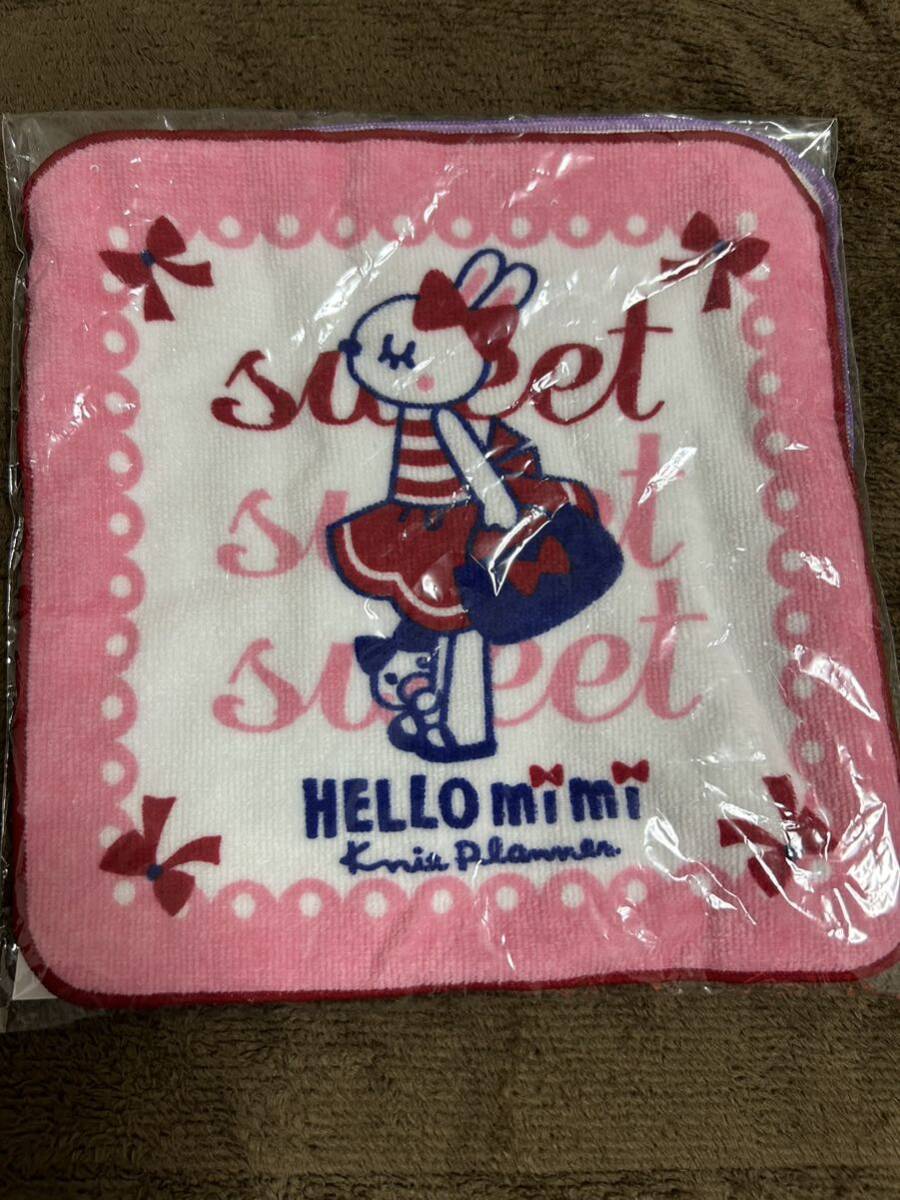 sweet
sweet
sweet
HELLO mimi
Knit Planner.